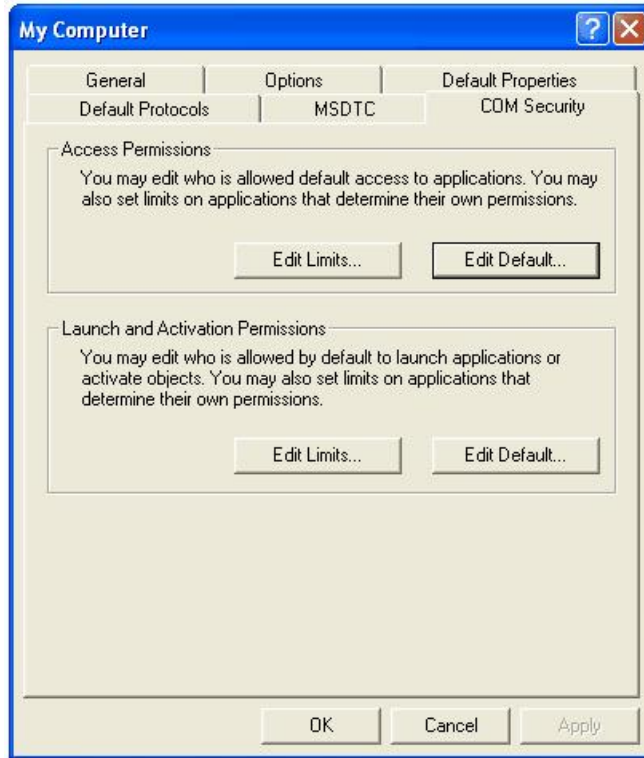 My Computer
General Options Default Properties
Default Protocols MSDTC COM Security
Access Permissions
You may edit who is allowed default access to applications. You may
also set limits on applications that determine their own permissions.
Edit Limits... Edit Default...
Launch and Activation Permissions
You may edit who is allowed by default to launch applications or
activate objects. You may also set limits on applications that
determine their own permissions.
Edit Limits... Edit Default...
OK Cancel Apply